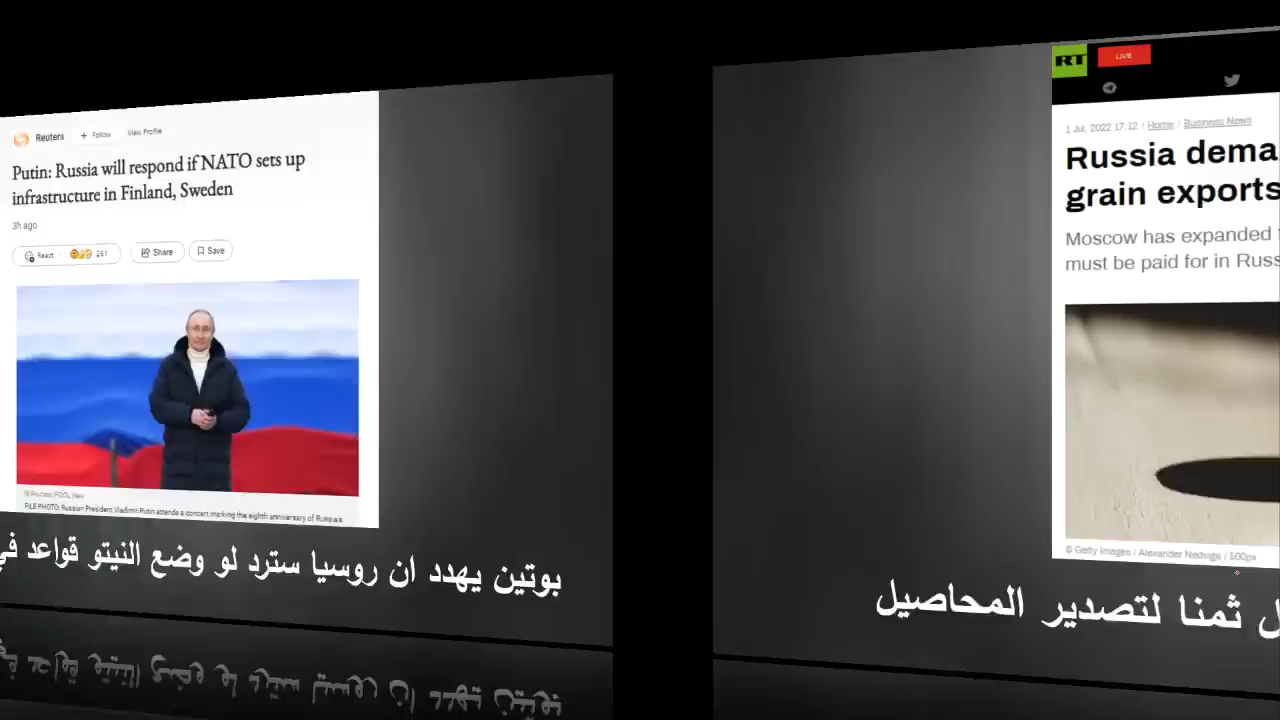 Reuters
+ Follow
View Profile
Putin: Russia will respond if NATO sets up
infrastructure in Finland, Sweden
3h ago
React
261
Share
Save
FILE PHOTO: Russian President Vladimir Putin attends a concert marking the eighth anniversary of Russia's
بوتين يهدد ان روسيا سترد لو وضع النيتو قواعد في
RT
LIVE
1 Jul, 2022 17:12 / Home / Business News
Russia dema
grain exports
Moscow has expanded
must be paid for in Russ
© Getty Images / Alexander Nedviga / 500px
ل ثمنا لتصدير المحاصيل